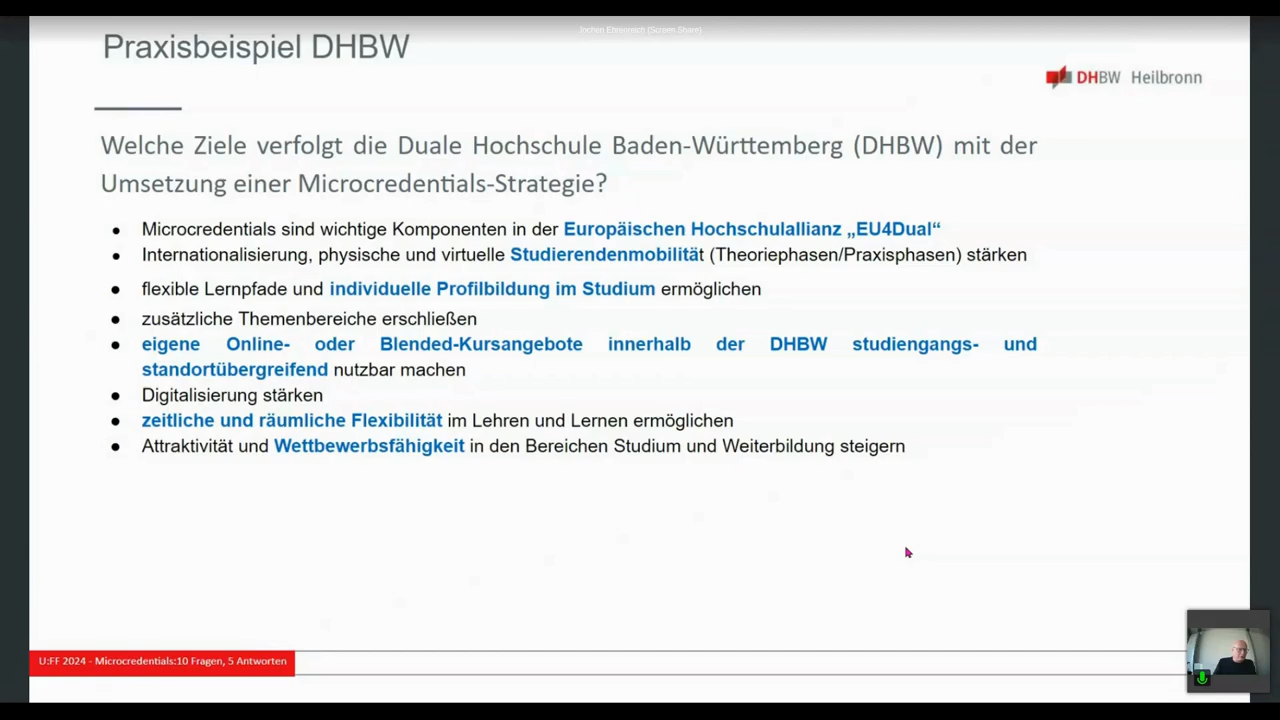 Jochen Ehrenreich (Screen Share)
Praxisbeispiel DHBW
DHBW Heilbronn
Welche Ziele verfolgt die Duale Hochschule Baden-Württemberg (DHBW) mit der
Umsetzung einer Microcredentials-Strategie?
● Microcredentials sind wichtige Komponenten in der Europäischen Hochschulallianz „EU4Dual“
● Internationalisierung, physische und virtuelle Studierendenmobilität (Theoriephasen/Praxisphasen) stärken
● flexible Lernpfade und individuelle Profilbildung im Studium ermöglichen
● zusätzliche Themenbereiche erschließen
● eigene Online- oder Blended-Kursangebote innerhalb der DHBW studiengangs- und
standortübergreifend nutzbar machen
● Digitalisierung stärken
● zeitliche und räumliche Flexibilität im Lehren und Lernen ermöglichen
● Attraktivität und Wettbewerbsfähigkeit in den Bereichen Studium und Weiterbildung steigern
U:FF 2024 - Microcredentials:10 Fragen, 5 Antworten